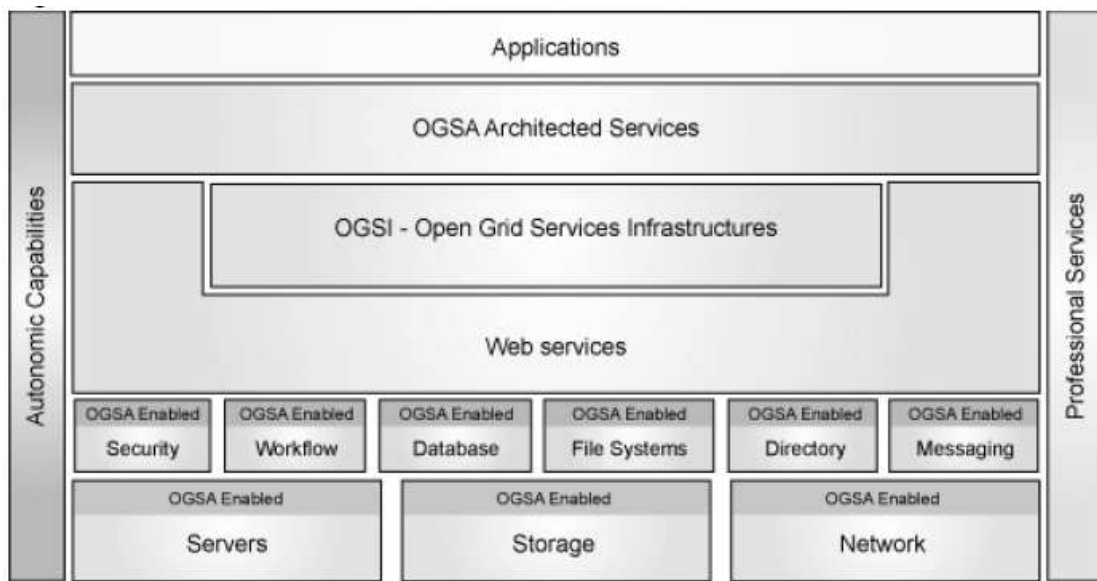 Applications
OGSA Architected Services
OGSI - Open Grid Services Infrastructures
Web services
Autonomic Capabilities
Professional Services
OGSA Enabled
Security
OGSA Enabled
Workflow
OGSA Enabled
Database
OGSA Enabled
File Systems
OGSA Enabled
Directory
OGSA Enabled
Messaging
OGSA Enabled
Servers
OGSA Enabled
Storage
OGSA Enabled
Network